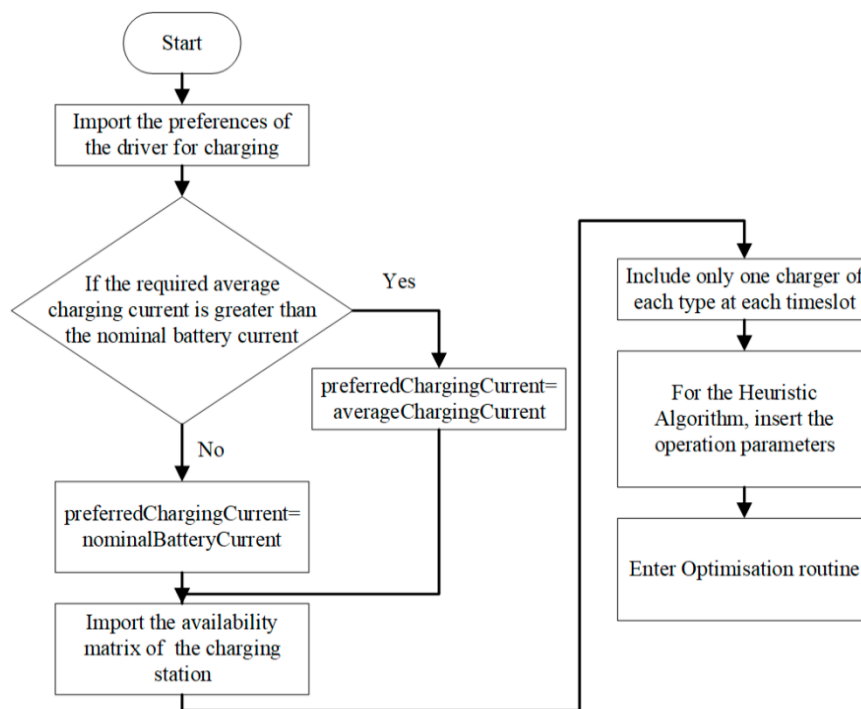 Start
Import the preferences of
the driver for charging
If the required average
charging current is greater than
the nominal battery current
Yes
preferredChargingCurrent=
averageChargingCurrent
No
preferredChargingCurrent=
nominalBatteryCurrent
Import the availability
matrix of the charging
station
Include only one charger of
each type at each timeslot
For the Heuristic
Algorithm, insert the
operation parameters
Enter Optimisation routine